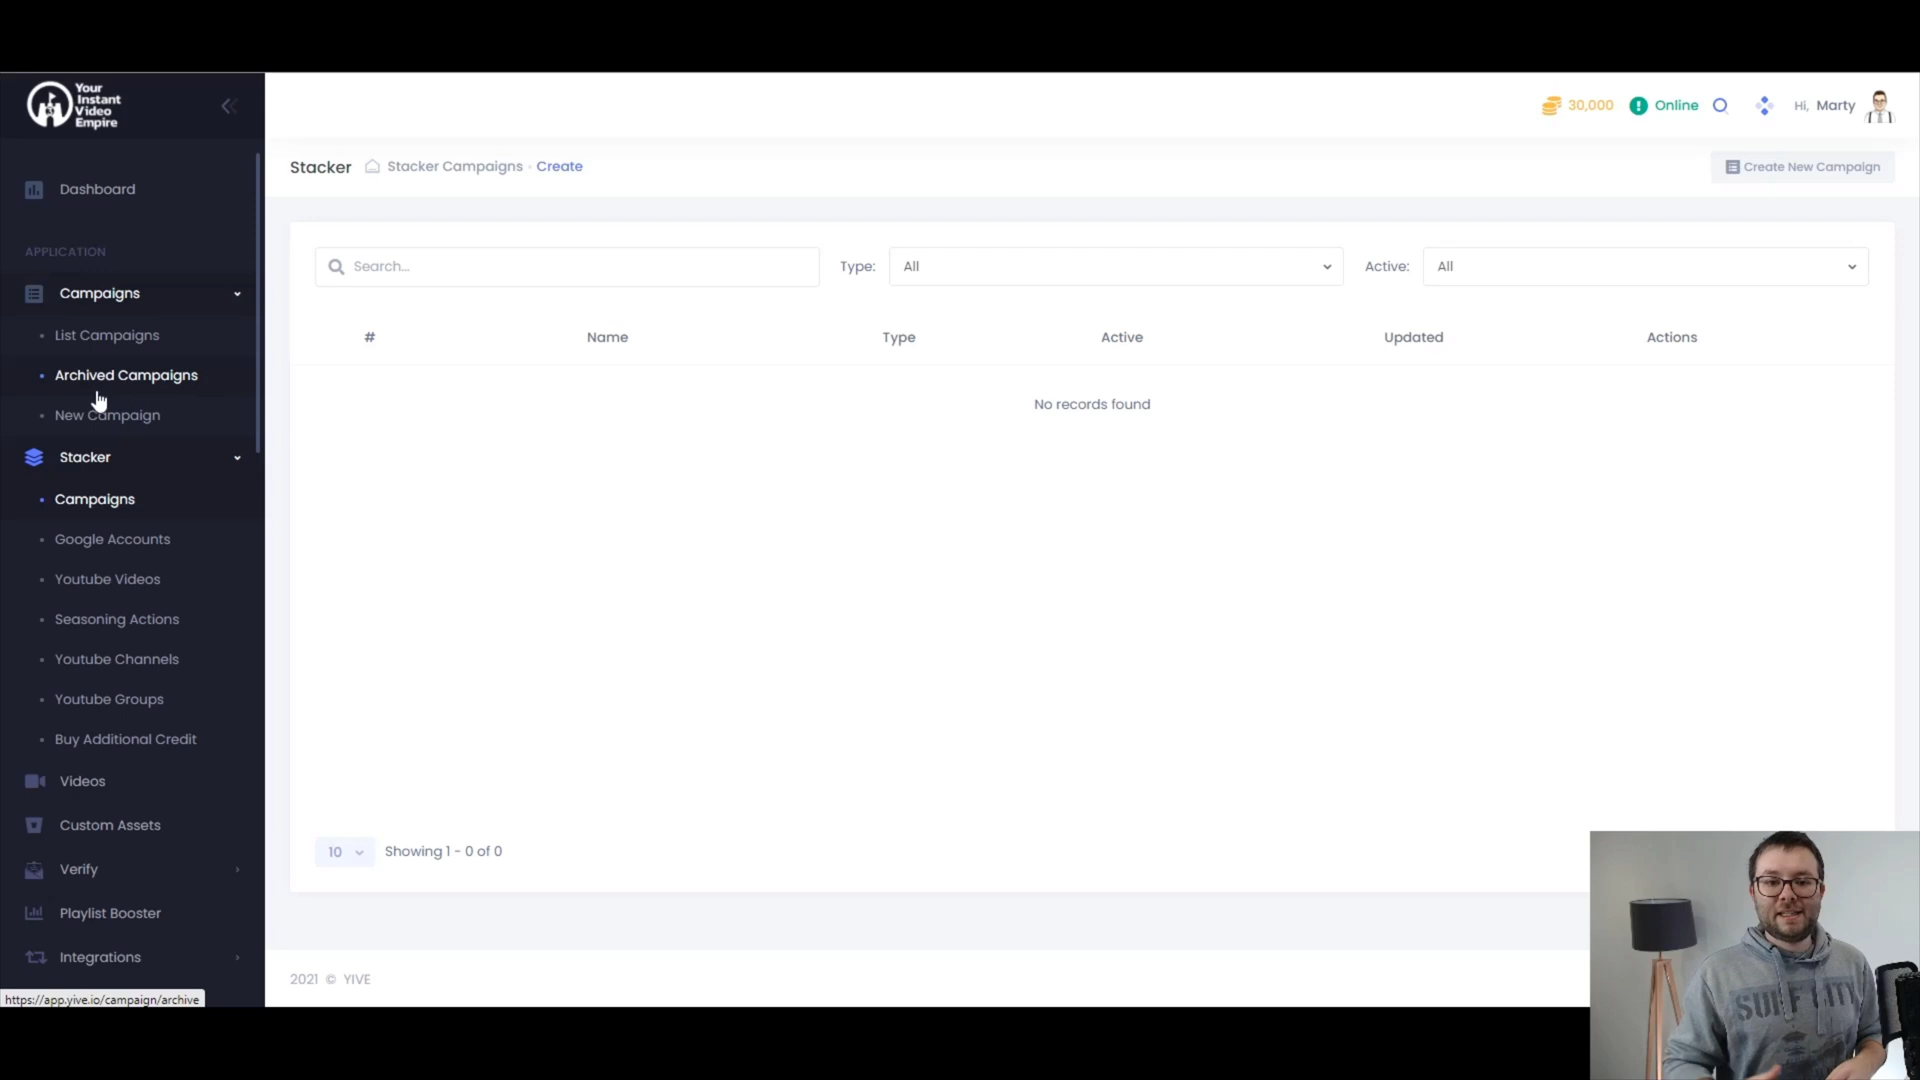 Your
Instant
Video
Empire
30,000
Online
Hi, Marty
Stacker
Stacker Campaigns - Create
Create New Campaign
Dashboard
APPLICATION
Campaigns
List Campaigns
Archived Campaigns
New Campaign
Stacker
Campaigns
Google Accounts
Youtube Videos
Seasoning Actions
Youtube Channels
Youtube Groups
Buy Additional Credit
Videos
Custom Assets
Verify
Playlist Booster
Integrations
https://app.yive.io/campaign/archive
Search...
Type: All
Active: All
# Name Type Active Updated Actions
No records found
10 Showing 1 - 0 of 0
2021 © YIVE
SURF CITY